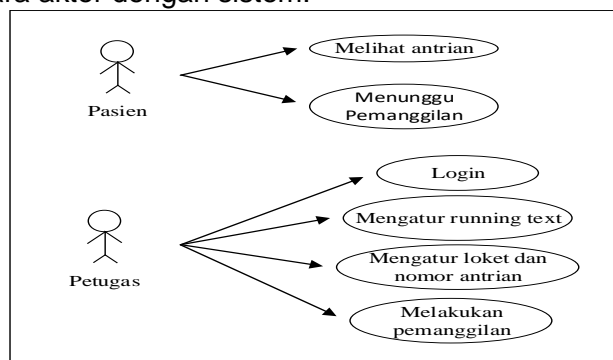 ara aktor dengan sistem.
Melihat antrian
Pasien
Menunggu
Pemanggilan
Login
Mengatur running text
Petugas
Mengatur loket dan
nomor antrian
Melakukan
pemanggilan